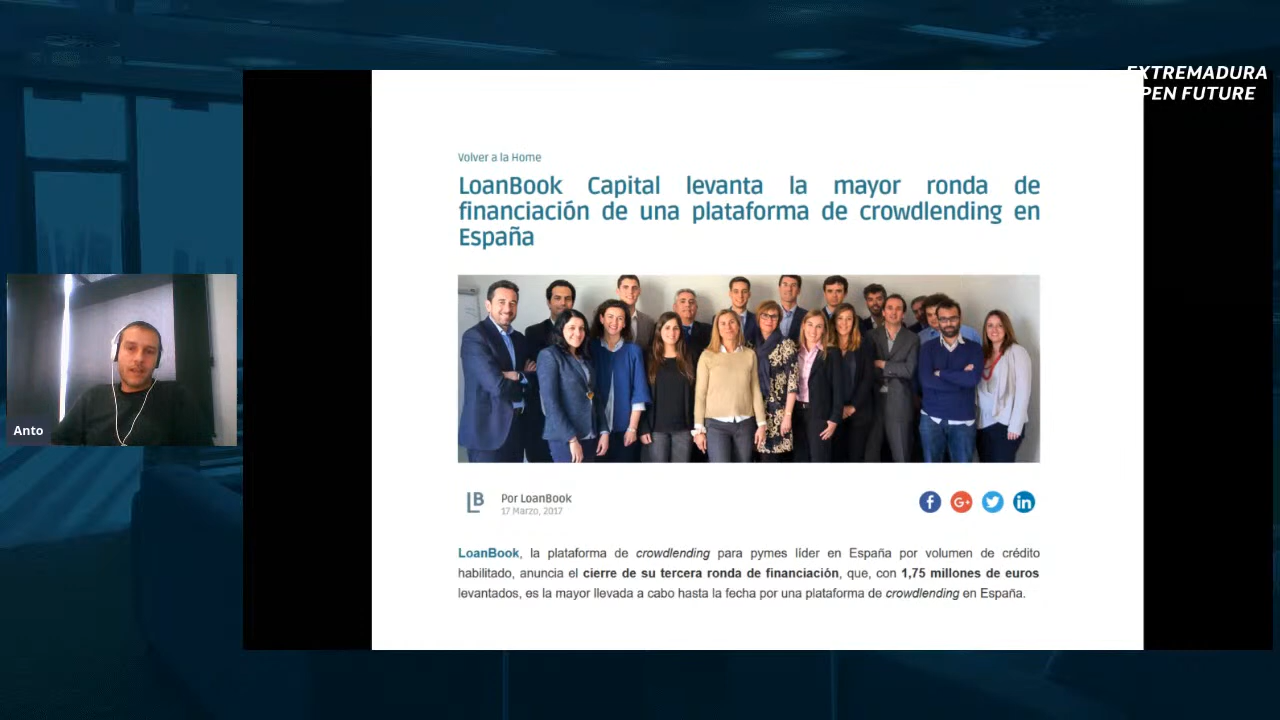 EXTREMADURA
PEN FUTURE
Volver a la Home
LoanBook Capital levanta la mayor ronda de
financiación de una plataforma de crowdlending en
España
Anto
LB
Por LoanBook
17 Marzo, 2017
f
G+
in
LoanBook, la plataforma de crowdlending para pymes líder en España por volumen de crédito
habilitado, anuncia el cierre de su tercera ronda de financiación, que, con 1,75 millones de euros
levantados, es la mayor llevada a cabo hasta la fecha por una plataforma de crowdlending en España.